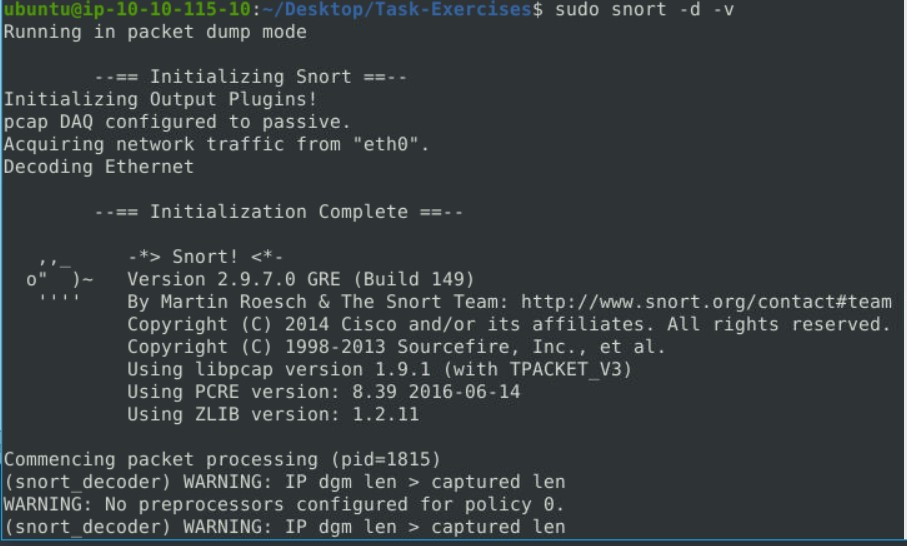 ubuntu@ip-10-10-115-10:~/Desktop/Task-Exercises$ sudo snort -d -v
Running in packet dump mode
--== Initializing Snort ==--
Initializing Output Plugins!
pcap DAQ configured to passive.
Acquiring network traffic from "eth0".
Decoding Ethernet
--== Initialization Complete ==--
,,_     -*> Snort! <*-
o"  )~   Version 2.9.7.0 GRE (Build 149)
''''    By Martin Roesch & The Snort Team: http://www.snort.org/contact#team
Copyright (C) 2014 Cisco and/or its affiliates. All rights reserved.
Copyright (C) 1998-2013 Sourcefire, Inc., et al.
Using libpcap version 1.9.1 (with TPACKET_V3)
Using PCRE version: 8.39 2016-06-14
Using ZLIB version: 1.2.11
Commencing packet processing (pid=1815)
(snort_decoder) WARNING: IP dgm len > captured len
WARNING: No preprocessors configured for policy 0.
(snort_decoder) WARNING: IP dgm len > captured len